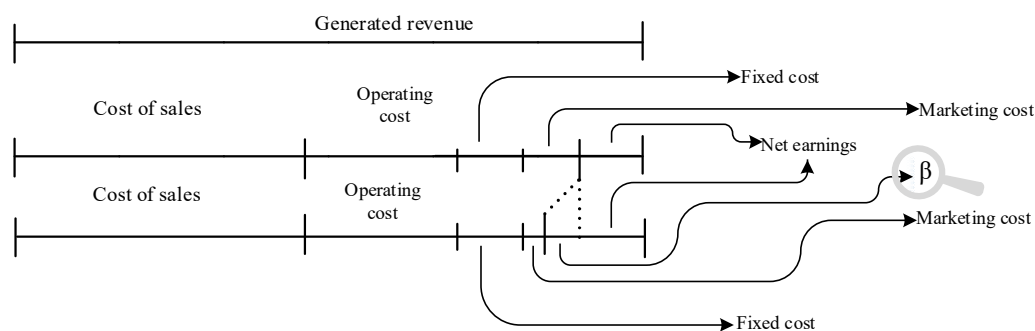 Generated revenue
Fixed cost
Cost of sales
Operating
cost
Marketing cost
Net earnings
β
Cost of sales
Operating
cost
Marketing cost
Fixed cost